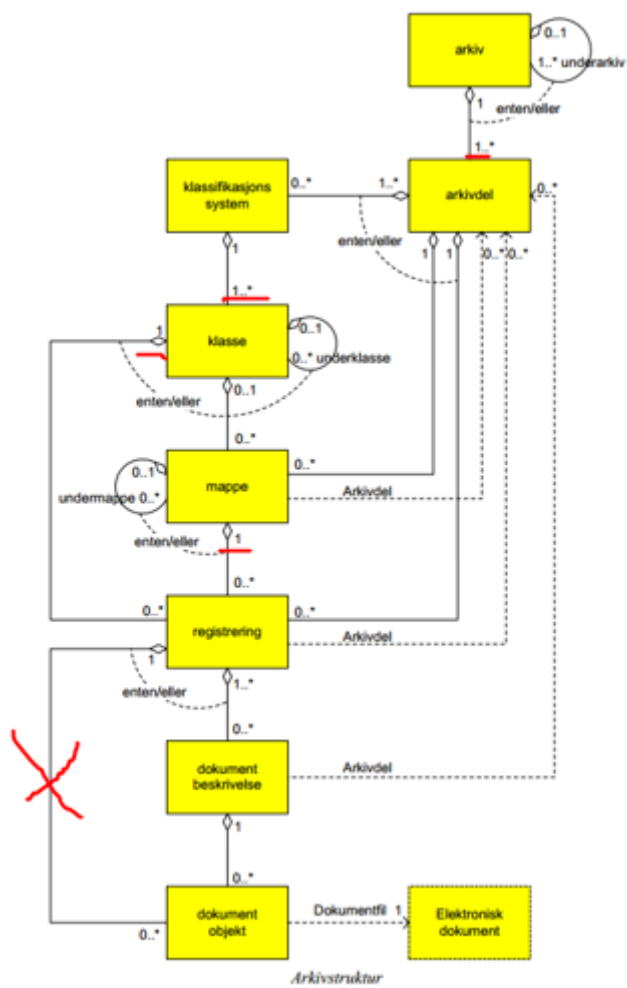 arkiv
0..1
1..* underarkiv
enten/eller
1
1..*
klassifikasjons
system
0..*
1..*
arkivdel
0..*
enten/eller
1
1
1
0..*
0..*
1..*
1
klasse
0..1
0..* underklasse
enten/eller
0..1
0..*
0..1
undermappe 0..*
mappe
0..*
Arkivdel
enten/eller
1
0..*
0..*
registrering
0..*
Arkivdel
1
enten/eller
1..*
0..*
dokument
beskrivelse
Arkivdel
1
0..*
0..*
dokument
objekt
Dokumentfil 1
Elektronisk
dokument
Arkivstruktur